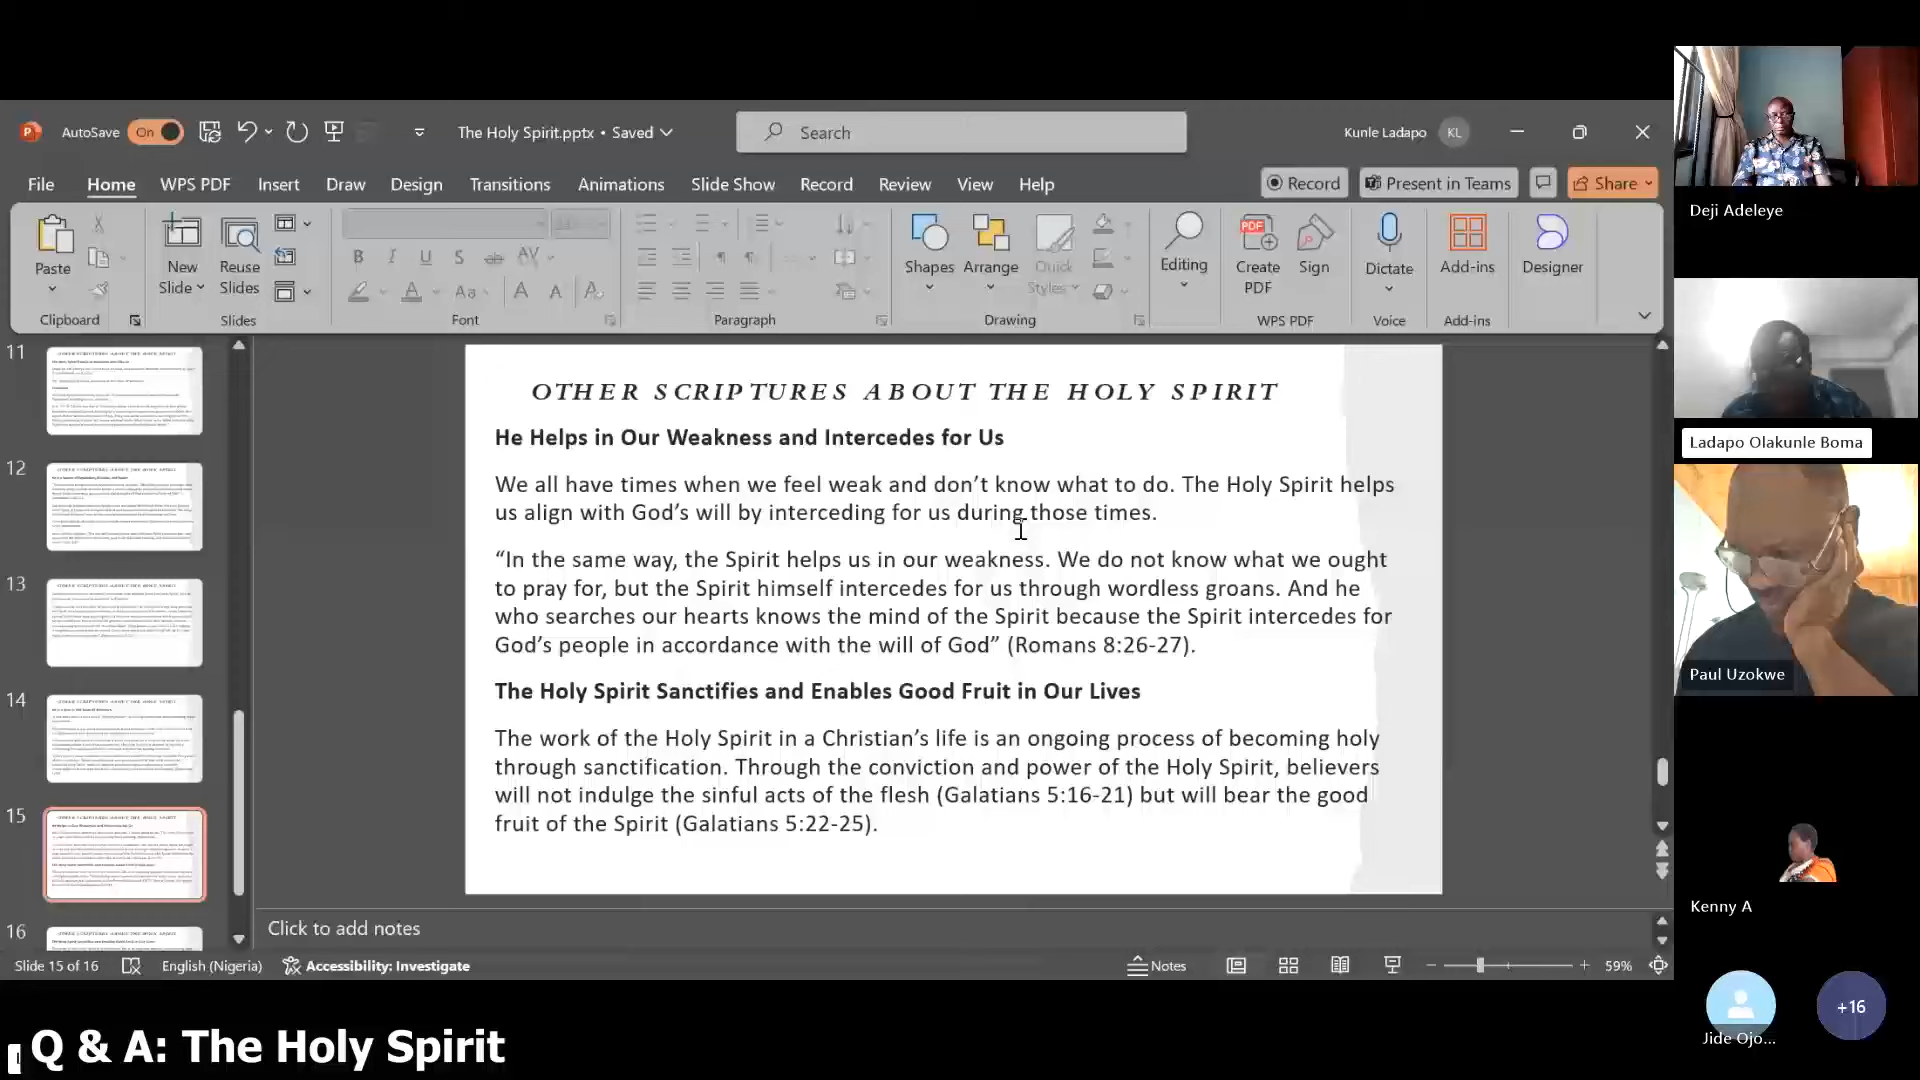 AutoSave On The Holy Spirit.pptx • Saved Search Kunle Ladapo KL
File Home WPS PDF Insert Draw Design Transitions Animations Slide Show Record Review View Help Record Present in Teams Share
Paste New Slide Reuse Slides Shapes Arrange Quick Styles Editing Create PDF Sign Dictate Add-ins Designer
Clipboard Slides Font Paragraph Drawing WPS PDF Voice Add-ins
11
12
13
14
15
16
OTHER SCRIPTURES ABOUT THE HOLY SPIRIT
He Helps in Our Weakness and Intercedes for Us
We all have times when we feel weak and don’t know what to do. The Holy Spirit helps
us align with God’s will by interceding for us during those times.
“In the same way, the Spirit helps us in our weakness. We do not know what we ought
to pray for, but the Spirit himself intercedes for us through wordless groans. And he
who searches our hearts knows the mind of the Spirit because the Spirit intercedes for
God’s people in accordance with the will of God” (Romans 8:26-27).
The Holy Spirit Sanctifies and Enables Good Fruit in Our Lives
The work of the Holy Spirit in a Christian’s life is an ongoing process of becoming holy
through sanctification. Through the conviction and power of the Holy Spirit, believers
will not indulge the sinful acts of the flesh (Galatians 5:16-21) but will bear the good
fruit of the Spirit (Galatians 5:22-25).
Click to add notes
Slide 15 of 16 English (Nigeria) Accessibility: Investigate Notes 59%
Deji Adeleye
Ladapo Olakunle Boma
Paul Uzokwe
Kenny A
+16
Jide Ojo...
Q & A: The Holy Spirit